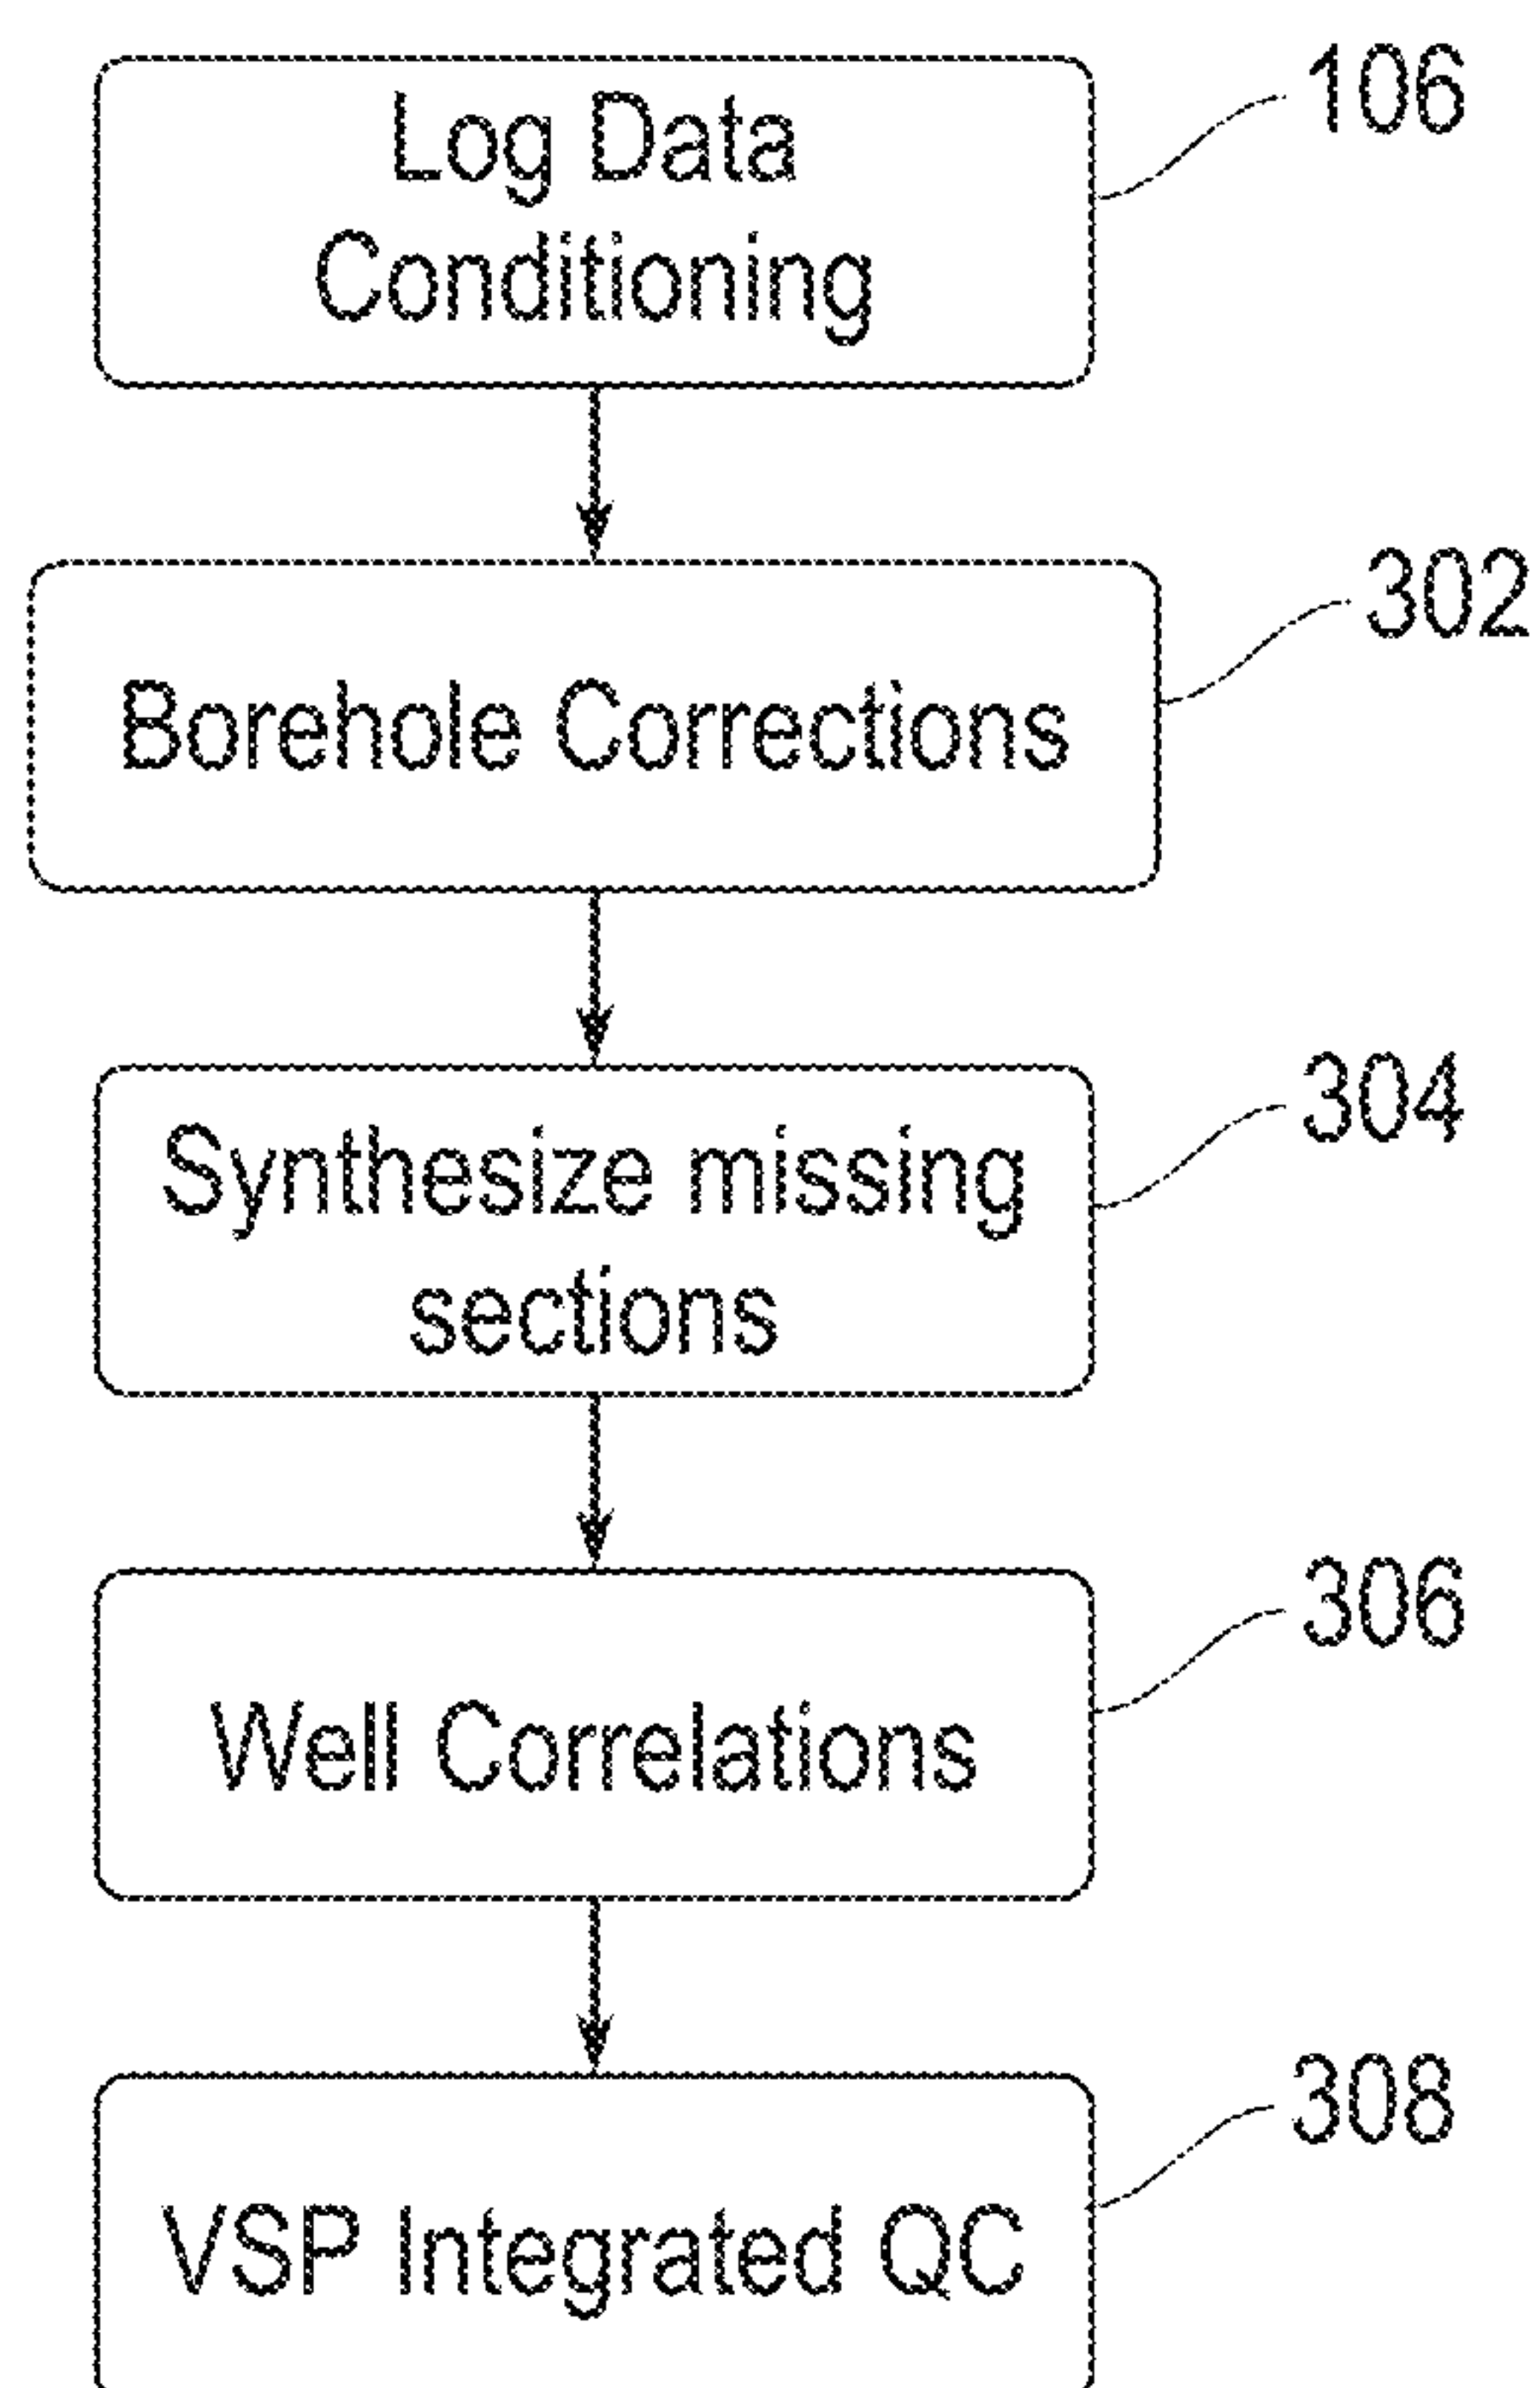 Log Data
Conditioning
106
Borehole Corrections
302
Synthesize missing
sections
304
Well Correlations
306
VSP Integrated QC
308